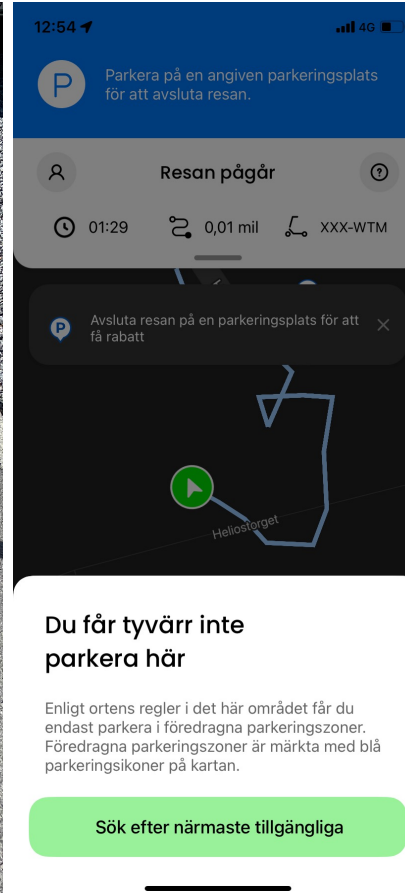 12:54
4G
P
Parkera på en angiven parkeringsplats
för att avsluta resan.
Resan pågår
?
01:29
0,01 mil
XXX-WTM
P
Avsluta resan på en parkeringsplats för att
få rabatt
Heliostorget
Du får tyvärr inte
parkera här
Enligt ortens regler i det här området får du
endast parkera i föredragna parkeringszoner.
Föredragna parkeringszoner är märkta med blå
parkeringsikoner på kartan.
Sök efter närmaste tillgängliga